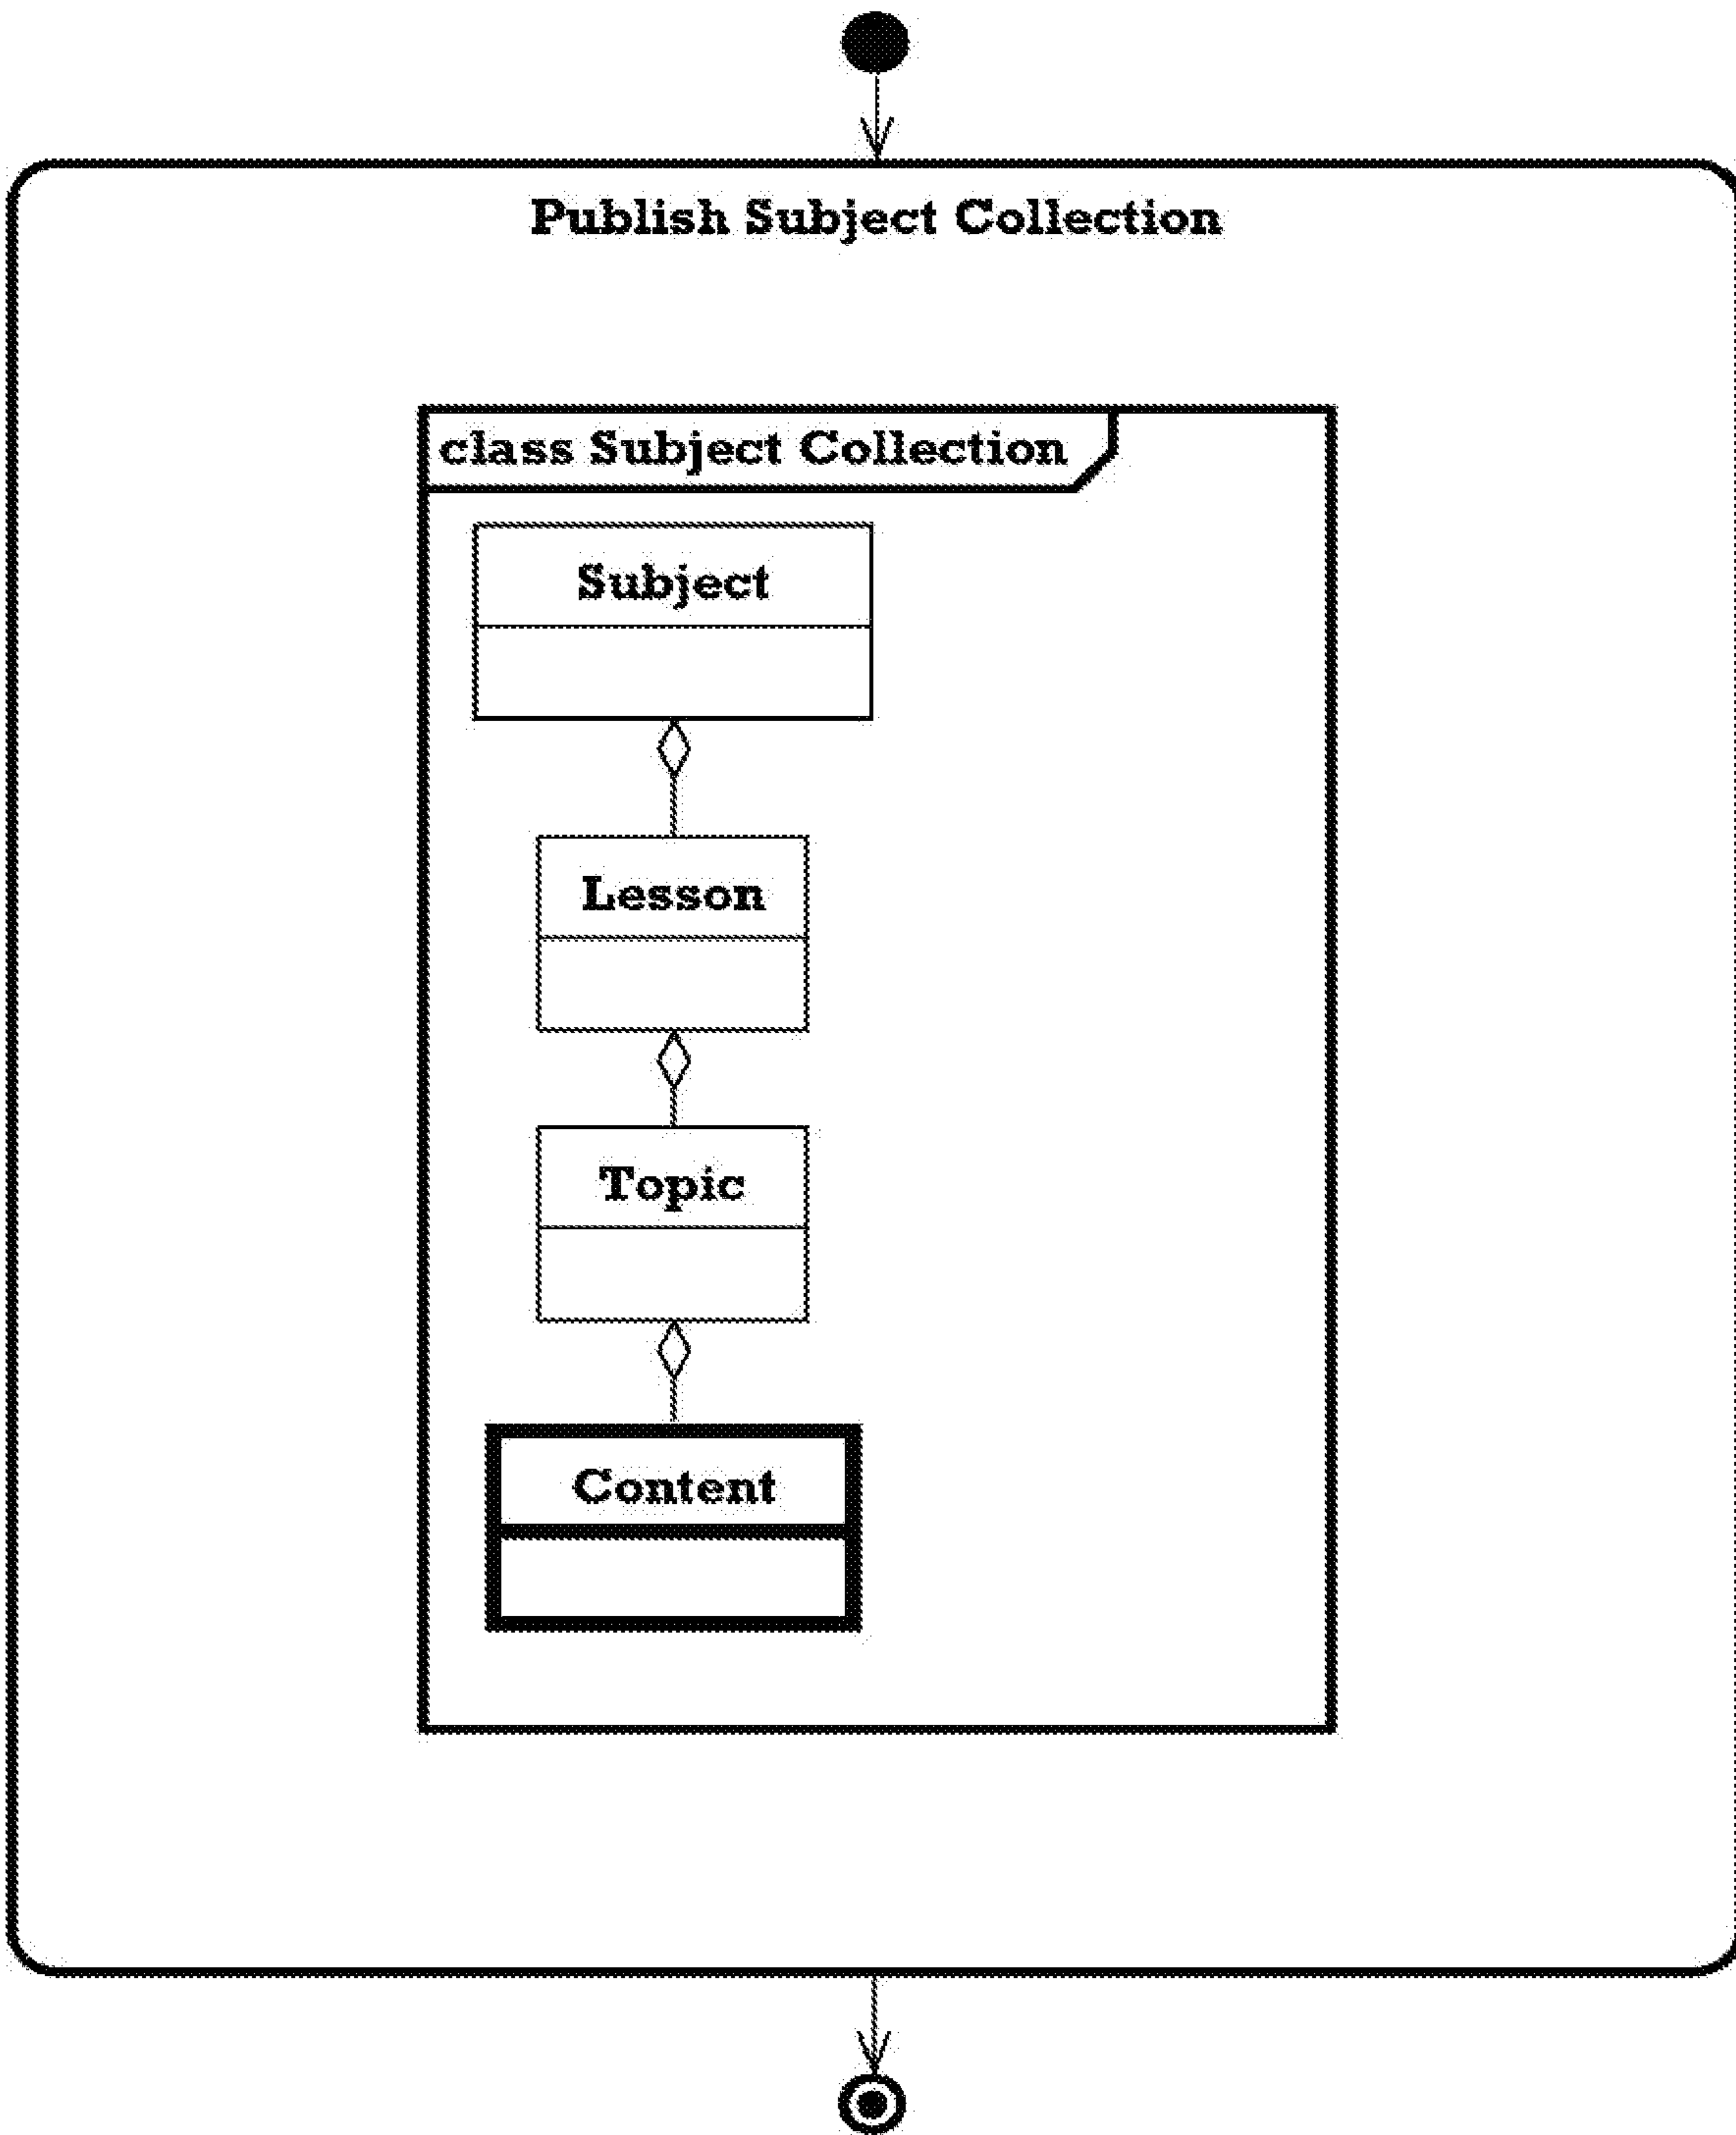 Publish Subject Collection
class Subject Collection
Subject
Lesson
Topic
Content